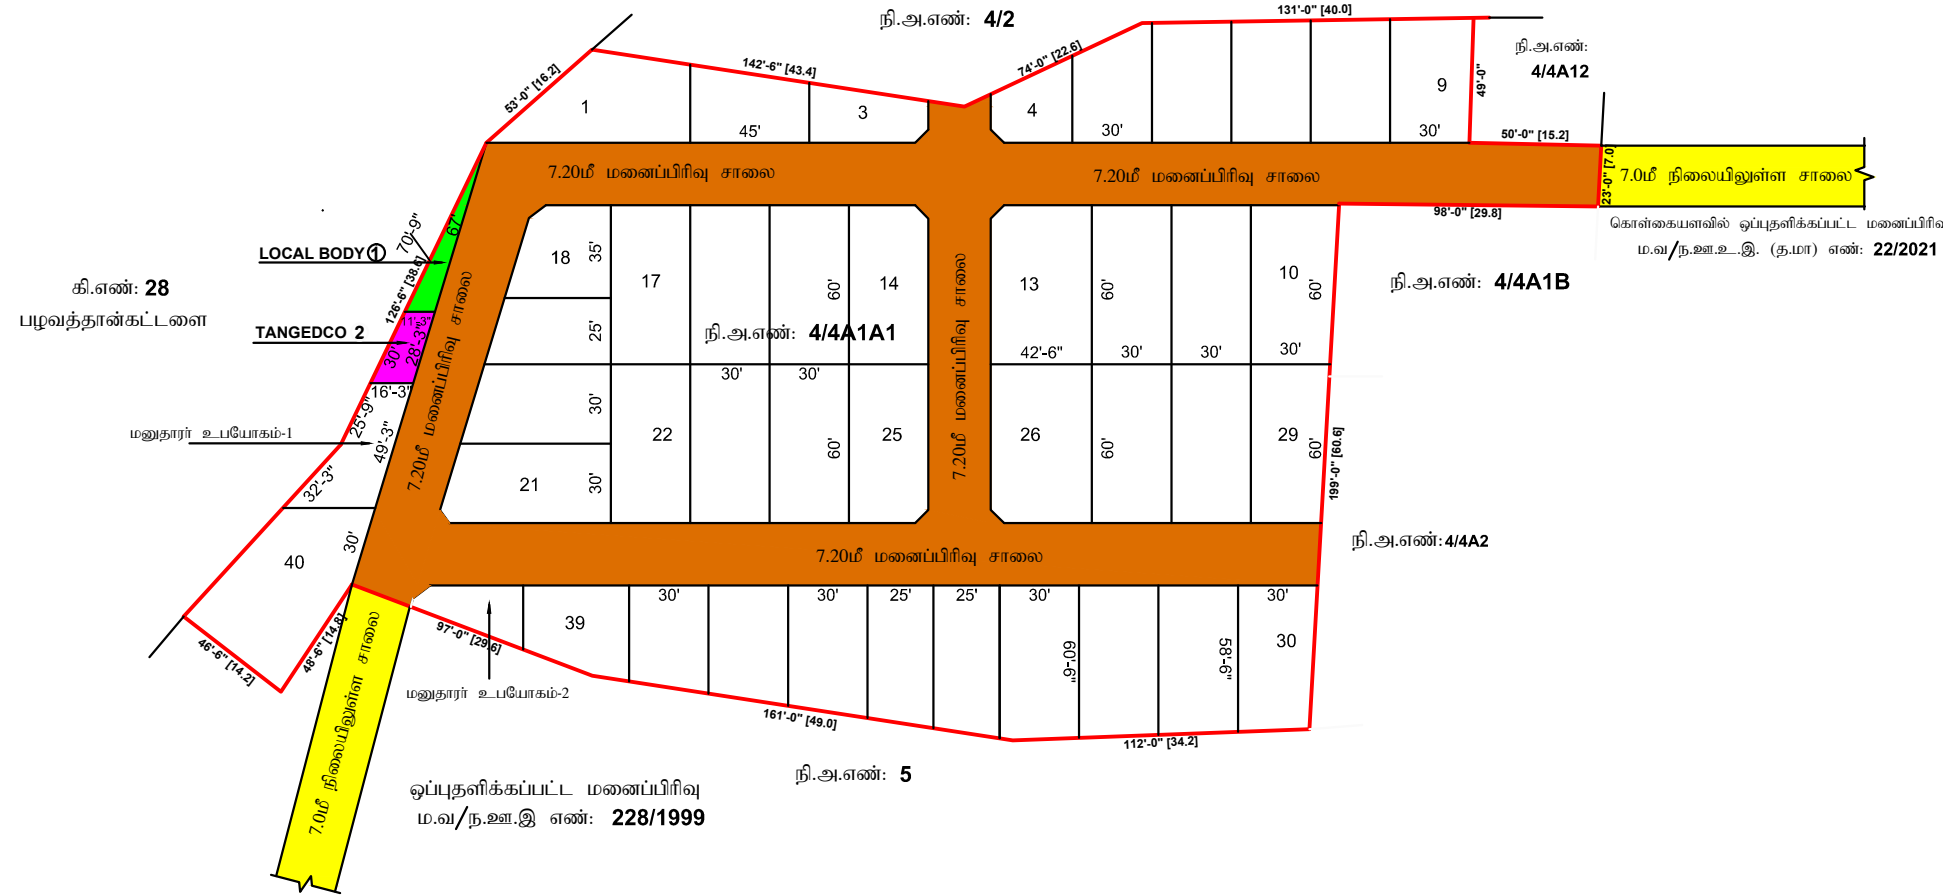 நி.அ.எண்: 4/2
131'-0" [40.0]
நி.அ.எண்:
4/4A12
53'-0" [16.2]
142'-6" [43.4]
74'-0" [22.6]
49'-0"
1
45'
3
4
30'
9
30'
50'-0" [15.2]
7.20மீ மனைப்பிரிவு சாலை
7.20மீ மனைப்பிரிவு சாலை
23'-0" [7.0]
7.0மீ நிலையிலுள்ள சாலை
98'-0" [29.8]
கொள்கையளவில் ஒப்புதளிக்கப்பட்ட மனைப்பிரிவு
ம.வ/ந.ஊ.உ.இ. (த.மா) எண்: 22/2021
LOCAL BODY 1
70'-9"
67'
126'-6" [38.6]
கி.எண்: 28
பழவத்தான்கட்டளை
TANGEDCO 2
11'-3"
30'
28'-3"
16'-3"
25'-9"
49'-3"
மனுதாரர் உபயோகம்-1
32'-3"
7.20மீ மனைப்பிரிவு சாலை
18
35'
25'
17
60'
14
நி.அ.எண்: 4/4A1A1
30'
30'
7.20மீ மனைப்பிரிவு சாலை
13
60'
10
60'
42'-6"
30'
30'
30'
நி.அ.எண்: 4/4A1B
30'
21
30'
22
60'
25
26
60'
29
60'
199'-0" [60.6]
நி.அ.எண்: 4/4A2
40
30'
7.20மீ மனைப்பிரிவு சாலை
46'-6" [14.2]
48'-6" [14.8]
97'-0" [29.6]
39
30'
30'
25'
25'
30'
30'
60'-6"
58'-6"
30
மனுதாரர் உபயோகம்-2
161'-0" [49.0]
112'-0" [34.2]
7.0மீ நிலையிலுள்ள சாலை
நி.அ.எண்: 5
ஒப்புதளிக்கப்பட்ட மனைப்பிரிவு
ம.வ/ந.ஊ.இ எண்: 228/1999